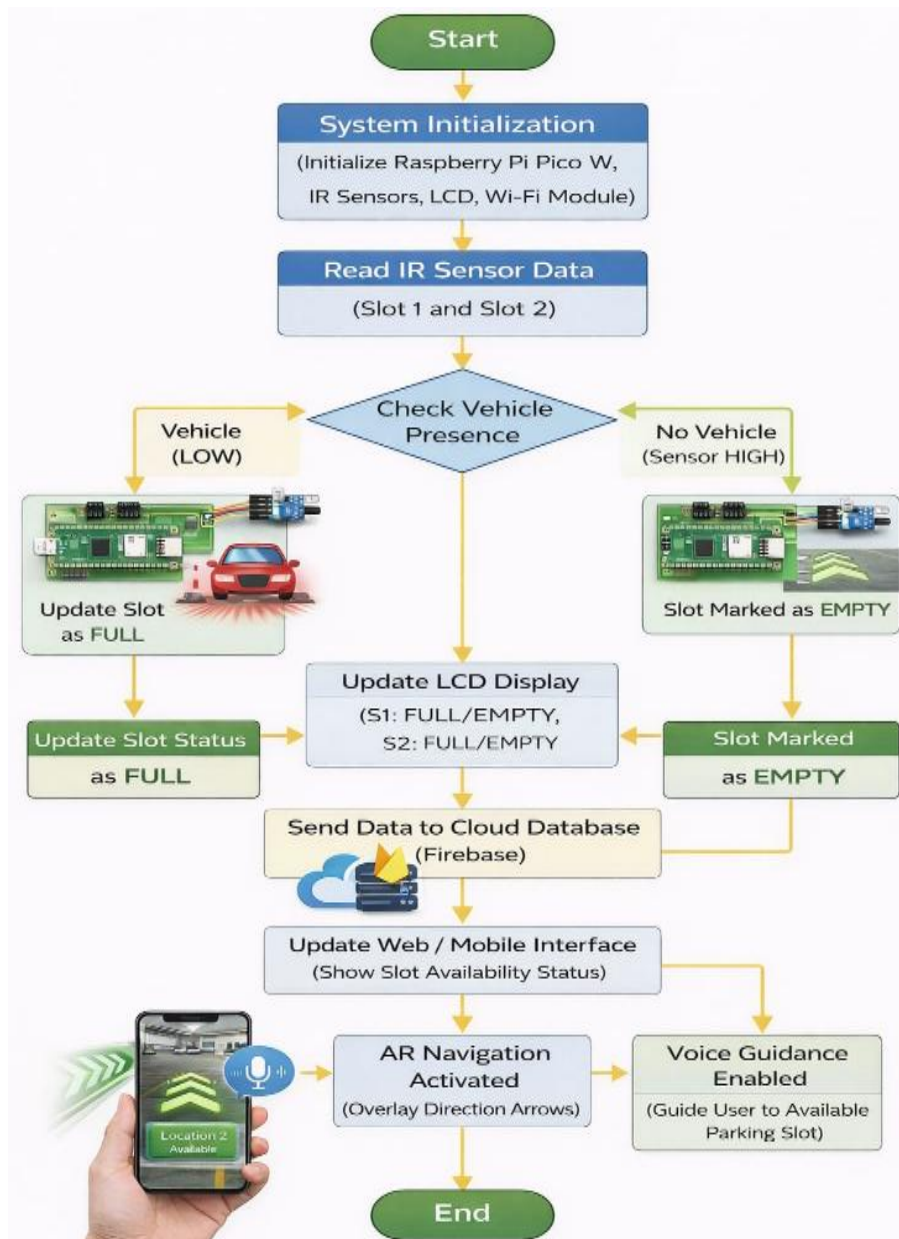 Start
System Initialization
(Initialize Raspberry Pi Pico W,
IR Sensors, LCD, Wi-Fi Module)
Read IR Sensor Data
(Slot 1 and Slot 2)
Check Vehicle
Presence
Vehicle
(LOW)
No Vehicle
(Sensor HIGH)
Update Slot
as FULL
Slot Marked as EMPTY
Update LCD Display
(S1: FULL/EMPTY,
S2: FULL/EMPTY
Update Slot Status
as FULL
Slot Marked
as EMPTY
Send Data to Cloud Database
(Firebase)
Update Web / Mobile Interface
(Show Slot Availability Status)
AR Navigation
Activated
(Overlay Direction Arrows)
Voice Guidance
Enabled
(Guide User to Available
Parking Slot)
Location 2
Available
End